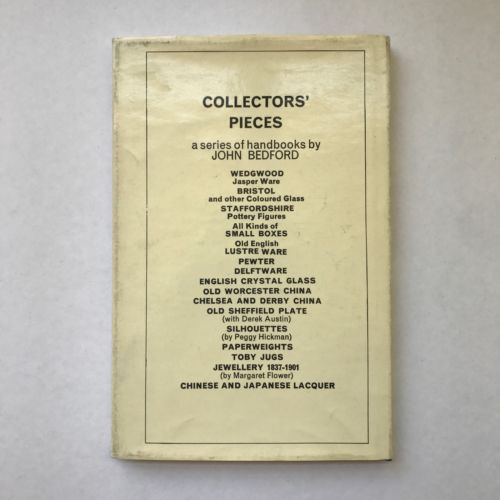 COLLECTORS'
PIECES
a series of handbooks by
JOHN BEDFORD
WEDGWOOD
Jasper Ware
BRISTOL
and other Coloured Glass
STAFFORDSHIRE
Pottery Figures
All Kinds of
SMALL BOXES
Old English
LUSTRE WARE
PEWTER
DELFTWARE
ENGLISH CRYSTAL GLASS
OLD WORCESTER CHINA
CHELSEA AND DERBY CHINA
OLD SHEFFIELD PLATE
(with Derek Austin)
SILHOUETTES
(by Peggy Hickman)
PAPERWEIGHTS
TOBY JUGS
JEWELLERY 1837-1901
(by Margaret Flower)
CHINESE AND JAPANESE LACQUER